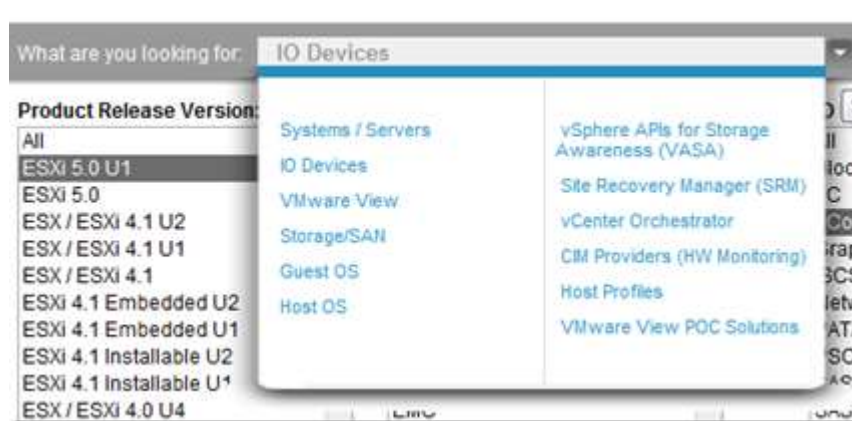 What are you looking for: IO Devices
Product Release Version:
All
ESXi 5.0 U1
ESXi 5.0
ESX / ESXi 4.1 U2
ESX / ESXi 4.1 U1
ESX / ESXi 4.1
ESXi 4.1 Embedded U2
ESXi 4.1 Embedded U1
ESXi 4.1 Installable U2
ESXi 4.1 Installable U1
ESX / ESXi 4.0 U4
Systems / Servers
IO Devices
VMware View
Storage/SAN
Guest OS
Host OS
vSphere APIs for Storage
Awareness (VASA)
Site Recovery Manager (SRM)
vCenter Orchestrator
CIM Providers (HW Monitoring)
Host Profiles
VMware View POC Solutions
EMC